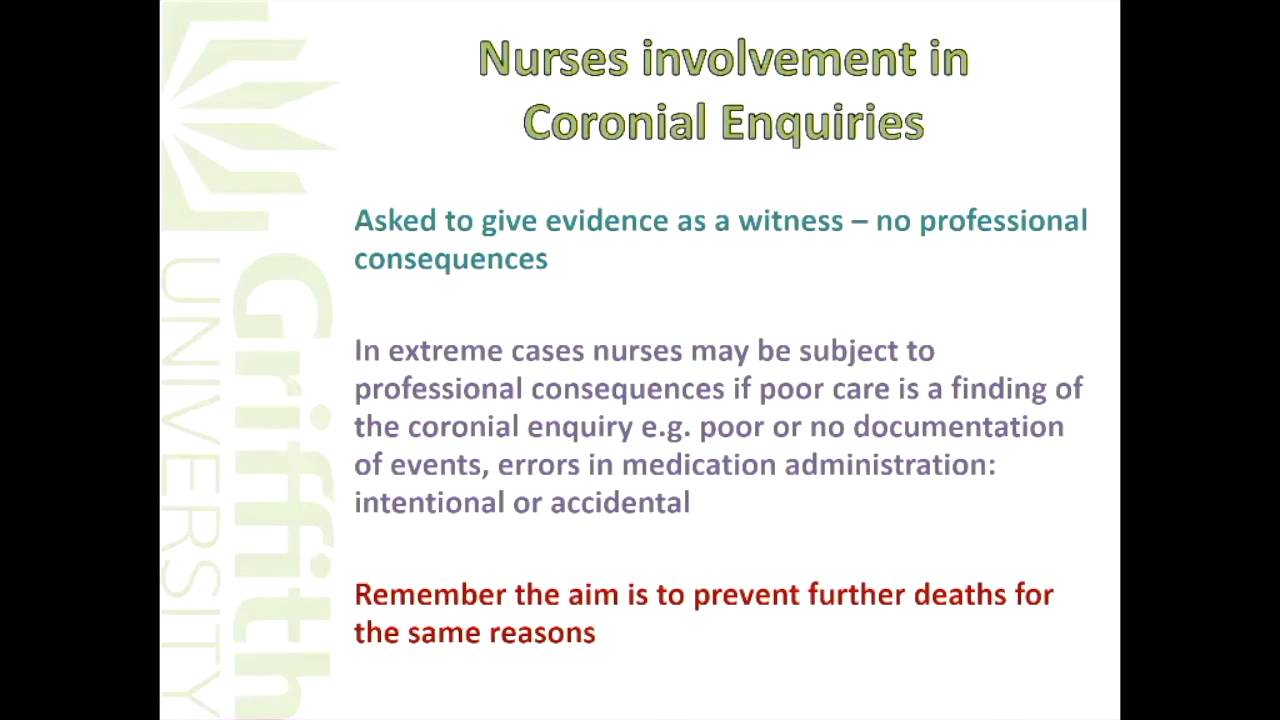 Nurses involvement in
Coronial Enquiries
Asked to give evidence as a witness – no professional
consequences
In extreme cases nurses may be subject to
professional consequences if poor care is a finding of
the coronial enquiry e.g. poor or no documentation
of events, errors in medication administration:
intentional or accidental
Remember the aim is to prevent further deaths for
the same reasons
Griffith
UNIVERSITY